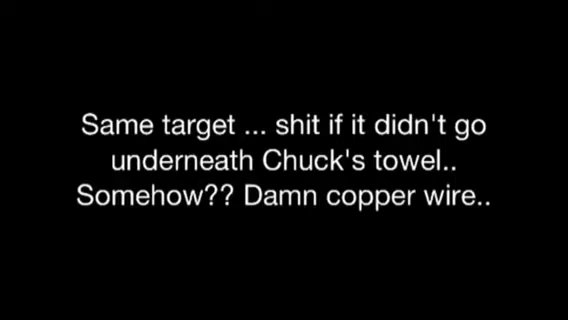 Same target ... shit if it didn't go
underneath Chuck's towel..
Somehow?? Damn copper wire..